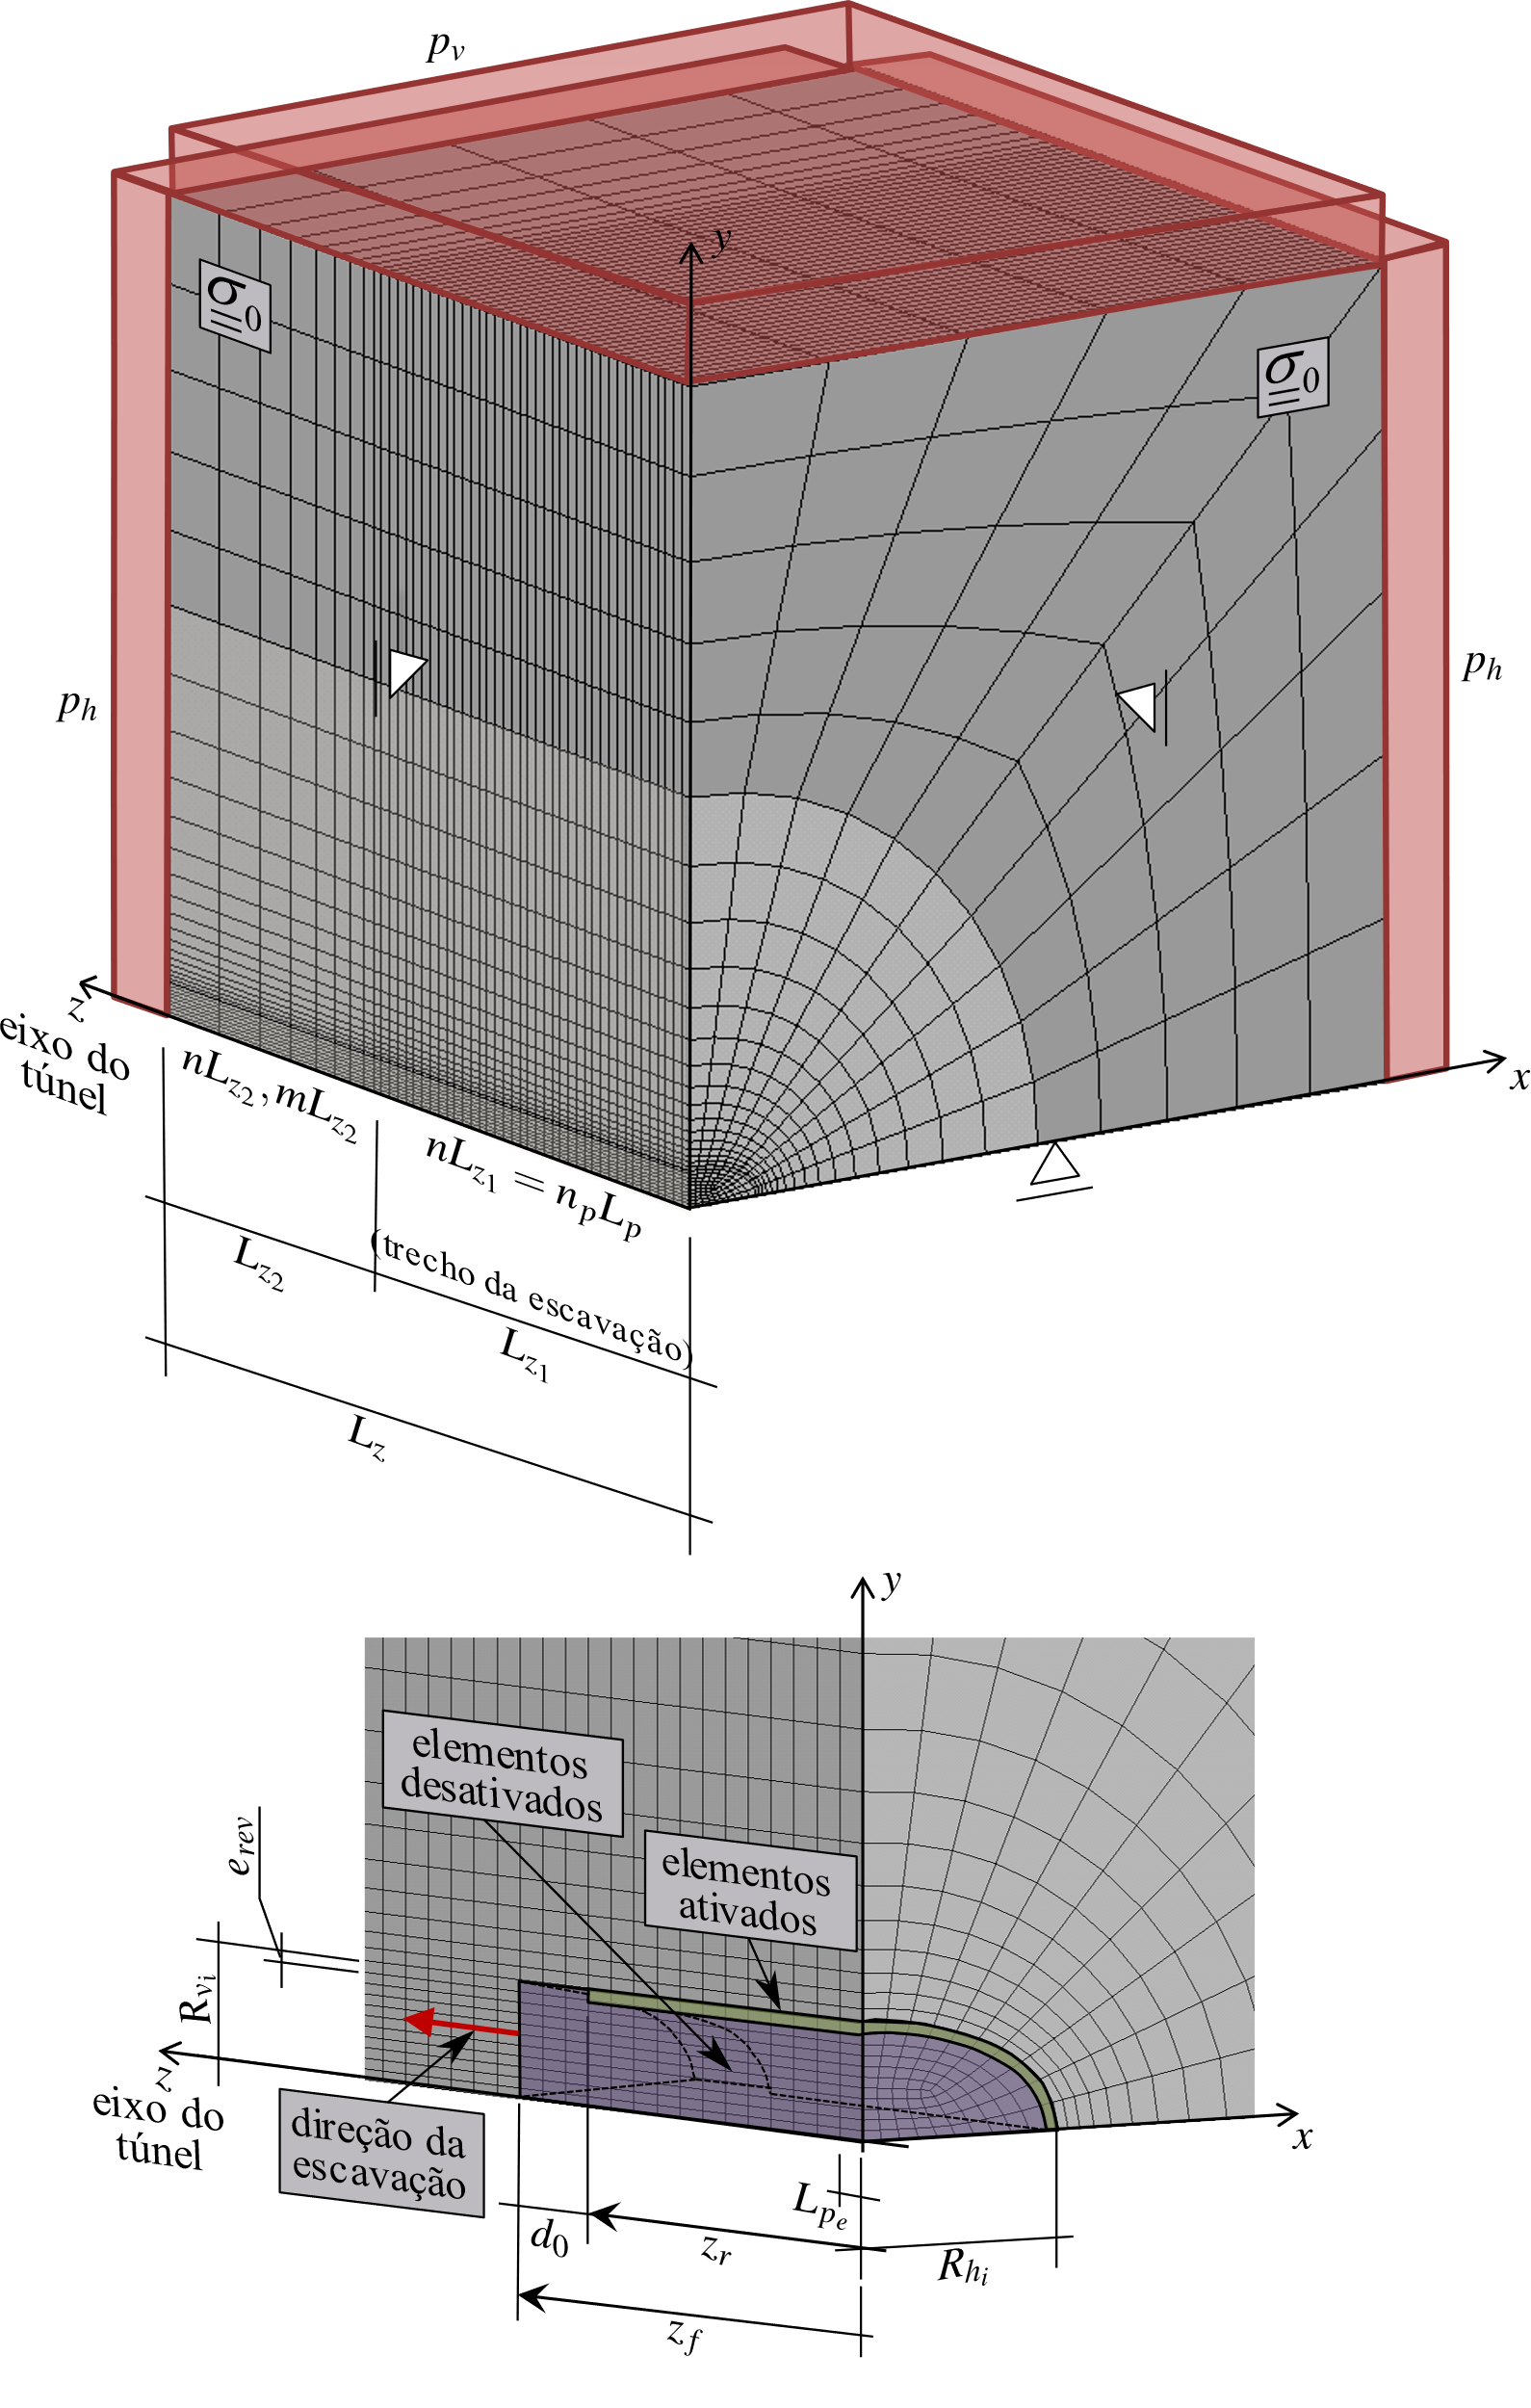 p_v
y
σ_0
σ_0
p_h
p_h
z
eixo do
túnel
x
nL_{z_2}, mL_{z_2}
nL_{z_1} = n_pL_p
(trecho da escavação)
L_{z_2}
L_{z_1}
L_z
y
elementos
desativados
elementos
ativados
e_{rev}
R_{v_i}
z
eixo do
túnel
direção da
escavação
x
L_{p_e}
d_0
z_r
R_{h_i}
z_f